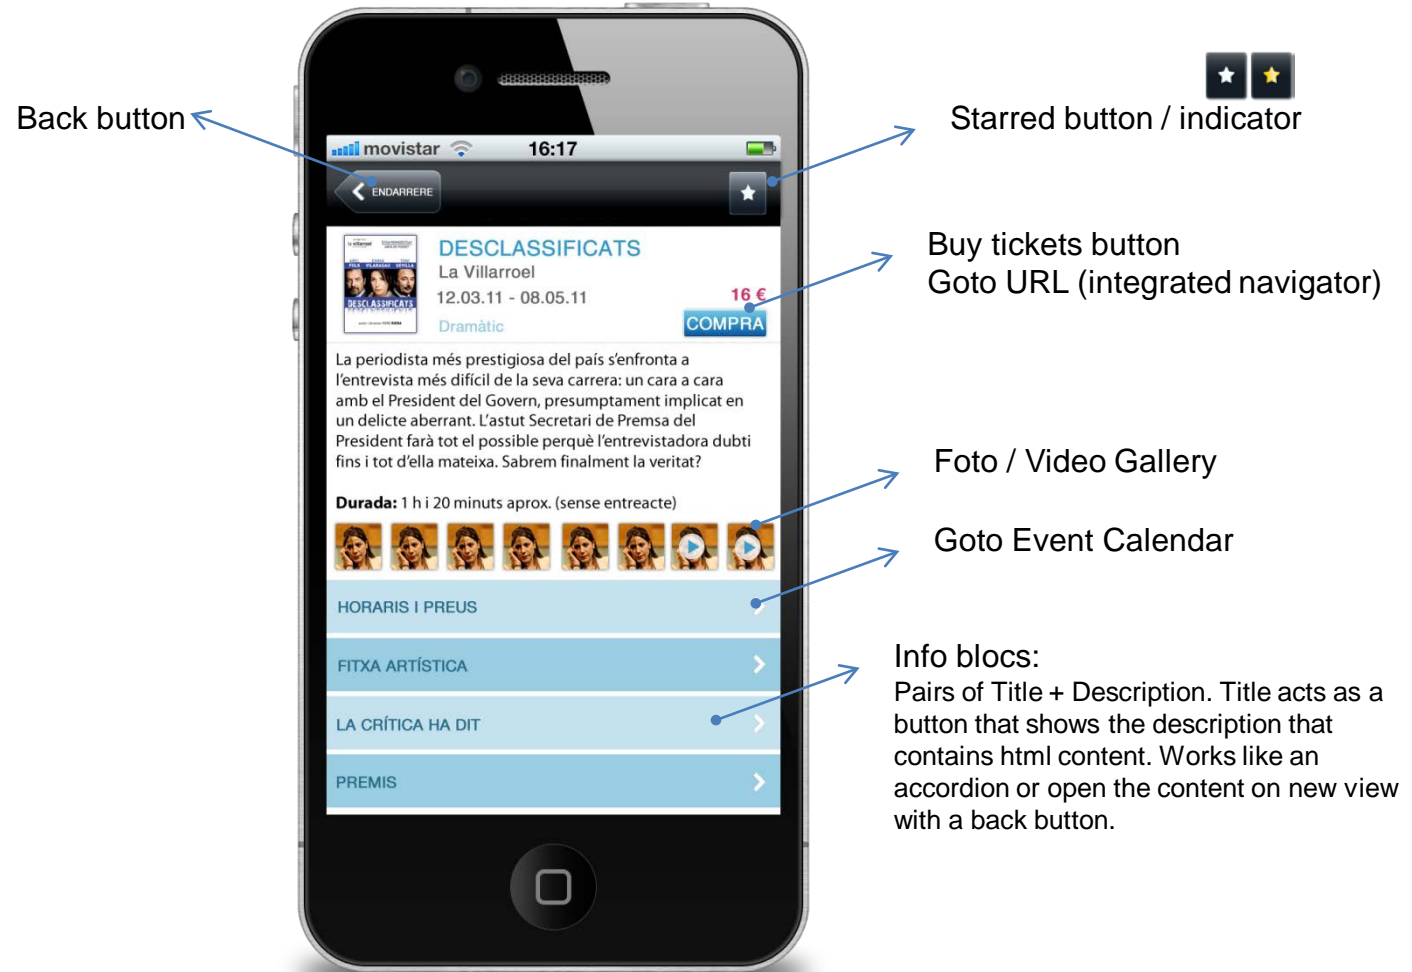 Back button
Starred button / indicator
movistar 16:17
ENDARRERE
DESCLASSIFICATS
La Villarroel
12.03.11 - 08.05.11
16 €
Dramàtic
COMPRA
la villarroel
DESCLASSIFICATS
Buy tickets button
Goto URL (integrated navigator)
La periodista més prestigiosa del país s’enfronta a
l’entrevista més difícil de la seva carrera: un cara a cara
amb el President del Govern, presumptament implicat en
un delicte aberrant. L’astut Secretari de Premsa del
President farà tot el possible perquè l’entrevistadora dubti
fins i tot d’ella mateixa. Sabrem finalment la veritat?
Durada: 1 h i 20 minuts aprox. (sense entreacte)
Foto / Video Gallery
Goto Event Calendar
HORARIS I PREUS
FITXA ARTÍSTICA
LA CRÍTICA HA DIT
PREMIS
Info blocs:
Pairs of Title + Description. Title acts as a
button that shows the description that
contains html content. Works like an
accordion or open the content on new view
with a back button.